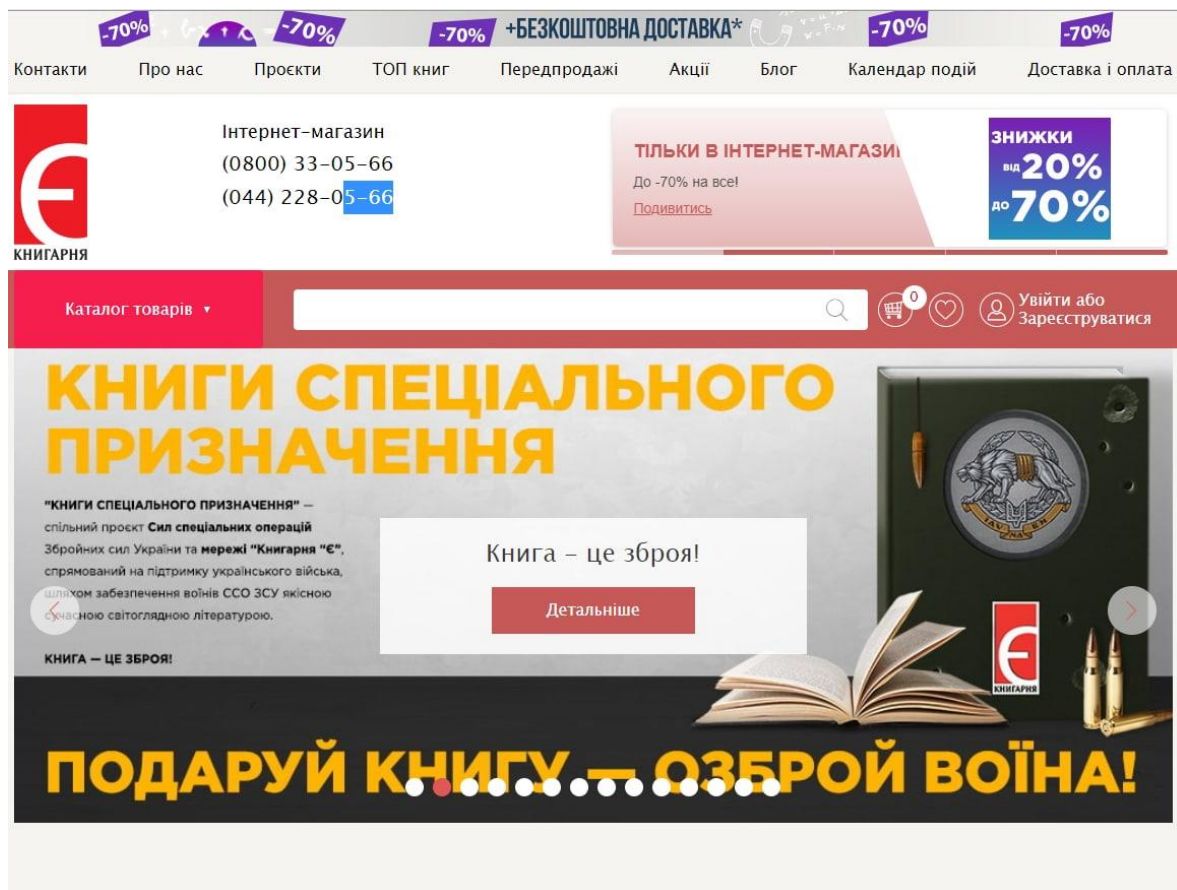 -70% -70% -70% +БЕЗКОШТОВНА ДОСТАВКА* -70% -70%
Контакти Про нас Проєкти ТОП книг Передпродажі Акції Блог Календар подій Доставка і оплата
Є
КНИГАРНЯ
Інтернет-магазин
(0800) 33-05-66
(044) 228-05-66
ТІЛЬКИ В ІНТЕРНЕТ-МАГАЗИ
До -70% на все!
Подивитись
ЗНИЖКИ
від 20%
до 70%
Каталог товарів ▾
0
Увійти або
Зареєструватися
КНИГИ СПЕЦІАЛЬНОГО
ПРИЗНАЧЕННЯ
"КНИГИ СПЕЦІАЛЬНОГО ПРИЗНАЧЕННЯ" —
спільний проєкт Сил спеціальних операцій
Збройних сил України та мережі "Книгарня "Є",
спрямований на підтримку українського війська,
шляхом забезпечення воїнів ССО ЗСУ якісною
сучасною світоглядною літературою.
КНИГА — ЦЕ ЗБРОЯ!
Книга – це зброя!
Детальніше
Є
КНИГАРНЯ
ПОДАРУЙ КНИГУ — ОЗБРОЙ ВОЇНА!